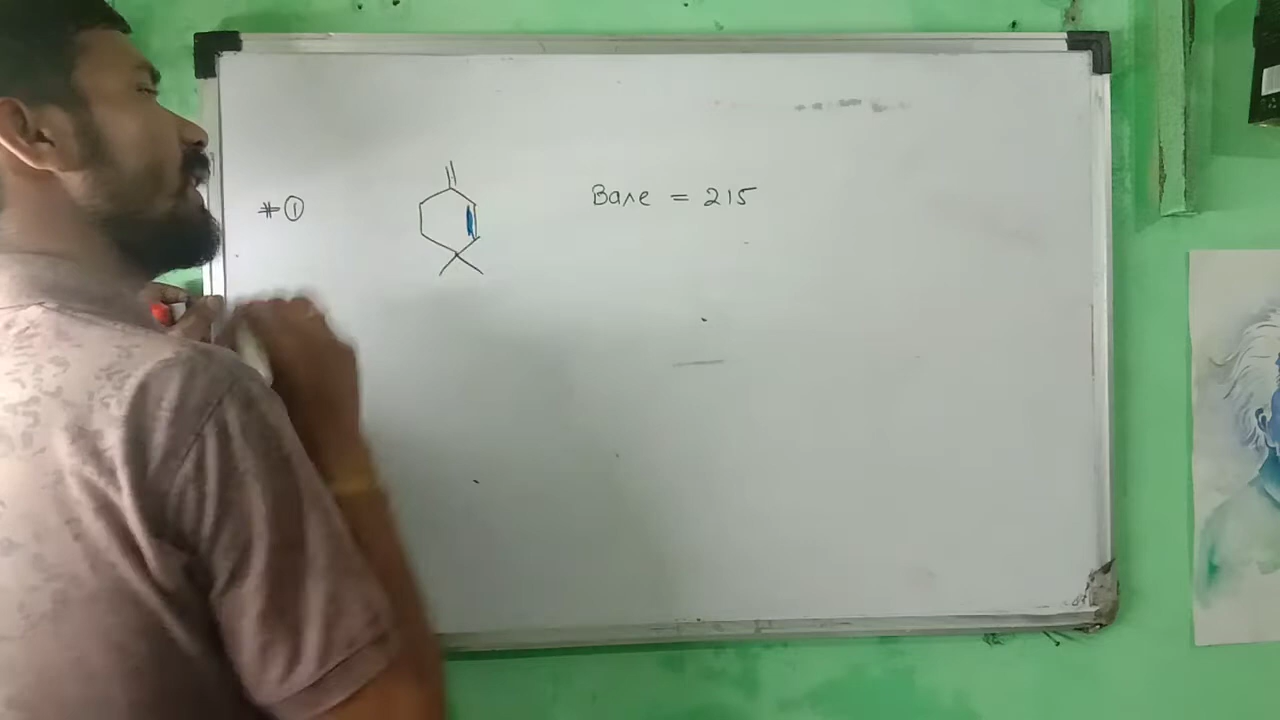 # ① Base = 215